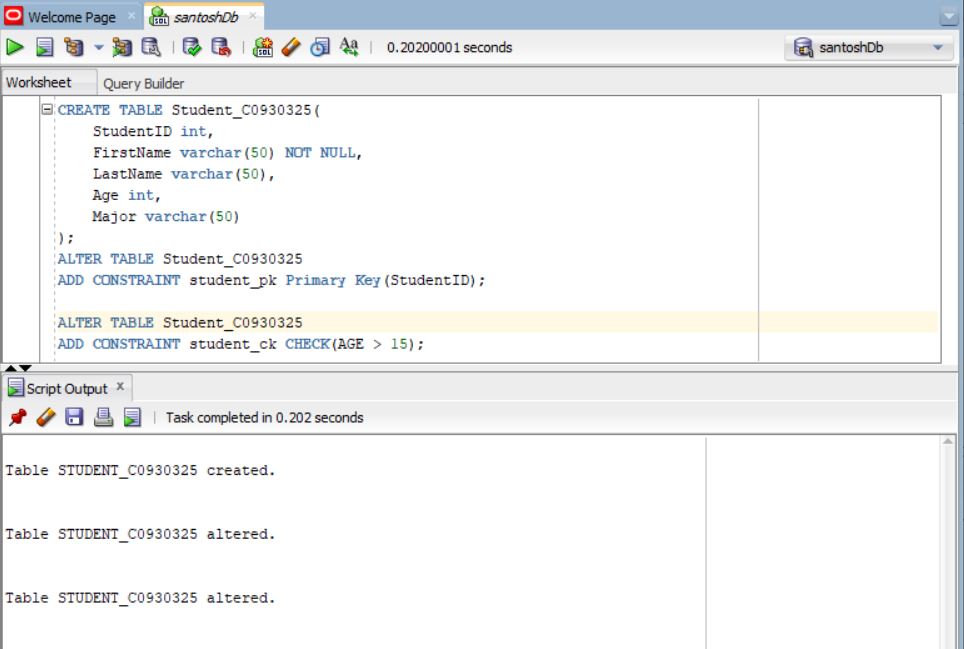 Welcome Page
santoshDb
0.20200001 seconds
santoshDb
Worksheet
Query Builder
CREATE TABLE Student_C0930325(
StudentID int,
FirstName varchar(50) NOT NULL,
LastName varchar(50),
Age int,
Major varchar(50)
);
ALTER TABLE Student_C0930325
ADD CONSTRAINT student_pk Primary Key(StudentID);
ALTER TABLE Student_C0930325
ADD CONSTRAINT student_ck CHECK(AGE > 15);
Script Output
Task completed in 0.202 seconds
Table STUDENT_C0930325 created.
Table STUDENT_C0930325 altered.
Table STUDENT_C0930325 altered.